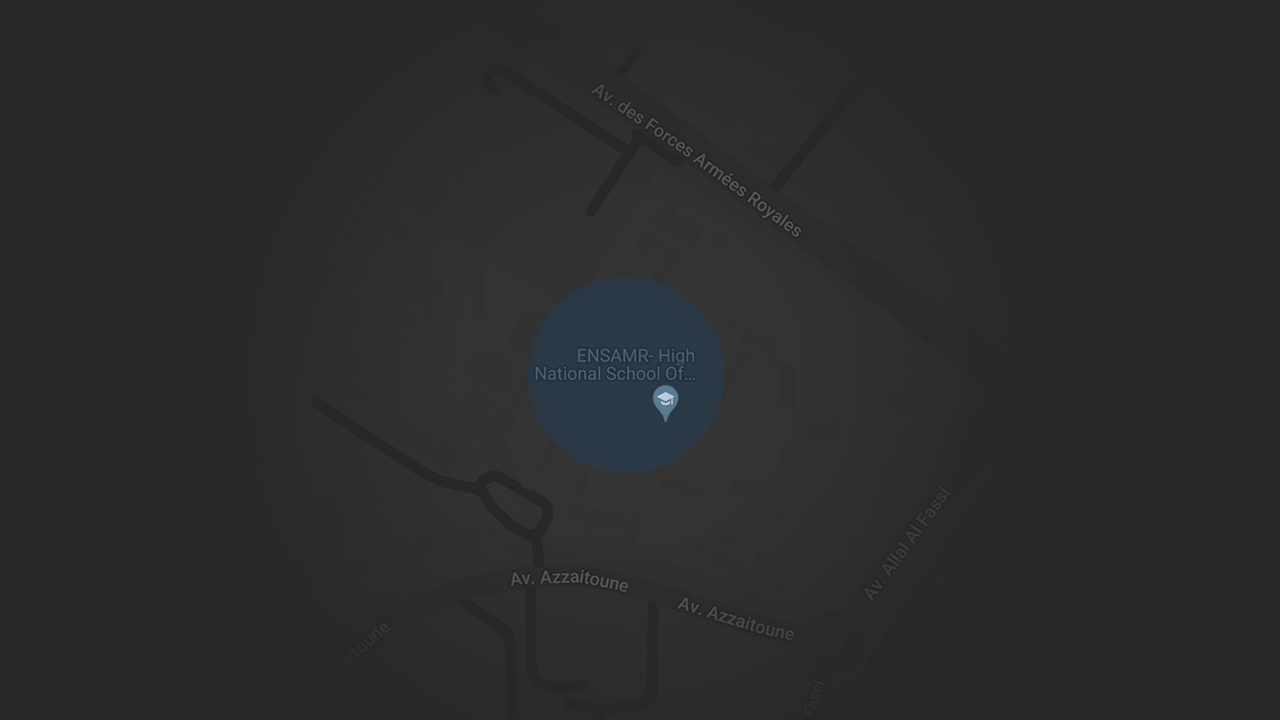 Av. des Forces Armées Royales
ENSAMR- High
National School Of...
Av. Allal Al Fassi
Av. Azzaitoune
Av. Azzaitoune
Fassi